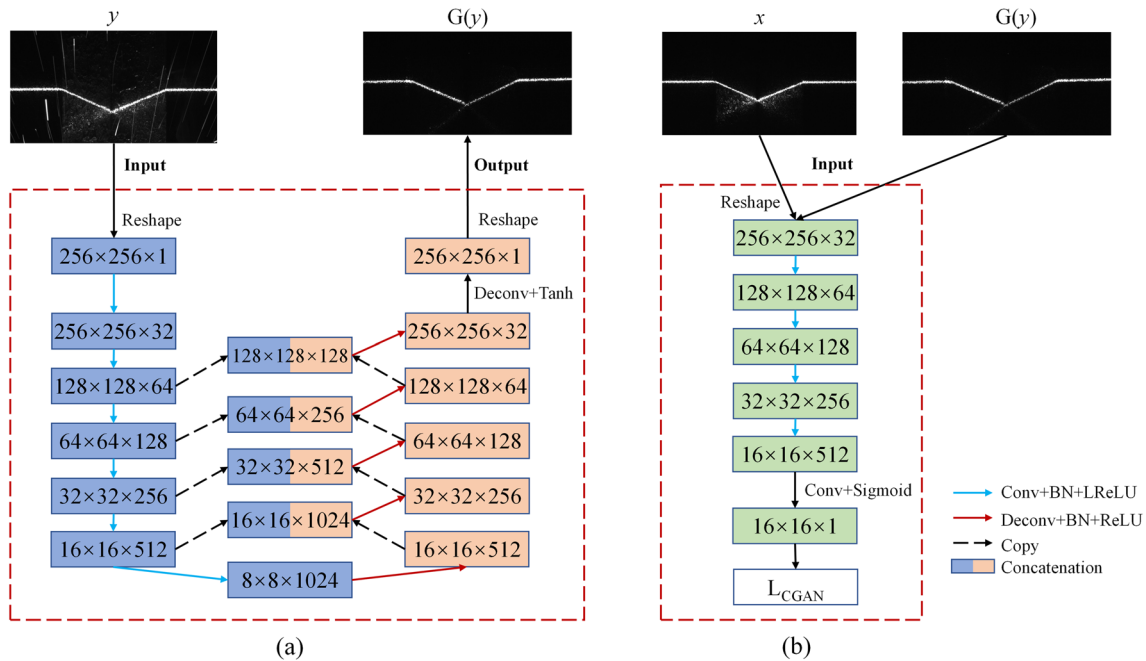 y
G(y)
Input
Output
Reshape
Reshape
256×256×1
256×256×32
128×128×64
64×64×128
32×32×256
16×16×512
8×8×1024
128×128×128
64×64×256
32×32×512
16×16×1024
256×256×1
Deconv+Tanh
256×256×32
128×128×64
64×64×128
32×32×256
16×16×512
(a)
x
G(y)
Input
Reshape
256×256×32
128×128×64
64×64×128
32×32×256
16×16×512
Conv+Sigmoid
16×16×1
L_CGAN
(b)
Conv+BN+LReLU
Deconv+BN+ReLU
Copy
Concatenation